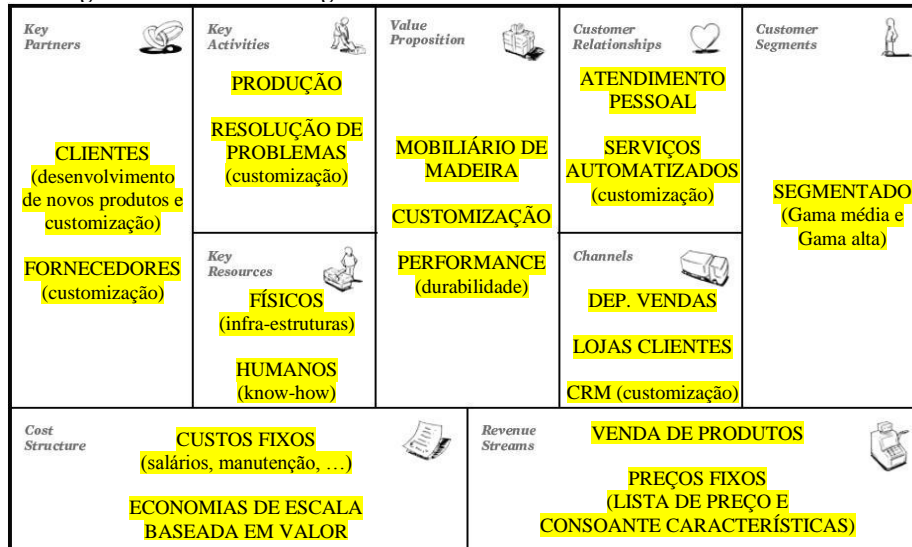 Key
Partners
CLIENTES
(desenvolvimento
de novos produtos e
customização)
FORNECEDORES
(customização)
Key
Activities
PRODUÇÃO
RESOLUÇÃO DE
PROBLEMAS
(customização)
Key
Resources
FÍSICOS
(infra-estruturas)
HUMANOS
(know-how)
Value
Proposition
MOBILIÁRIO DE
MADEIRA
CUSTOMIZAÇÃO
PERFORMANCE
(durabilidade)
Customer
Relationships
ATENDIMENTO
PESSOAL
SERVIÇOS
AUTOMATIZADOS
(customização)
Channels
DEP. VENDAS
LOJAS CLIENTES
CRM (customização)
Customer
Segments
SEGMENTADO
(Gama média e
Gama alta)
Cost
Structure
CUSTOS FIXOS
(salários, manutenção, …)
ECONOMIAS DE ESCALA
BASEADA EM VALOR
Revenue
Streams
VENDA DE PRODUTOS
PREÇOS FIXOS
(LISTA DE PREÇO E
CONSOANTE CARACTERÍSTICAS)